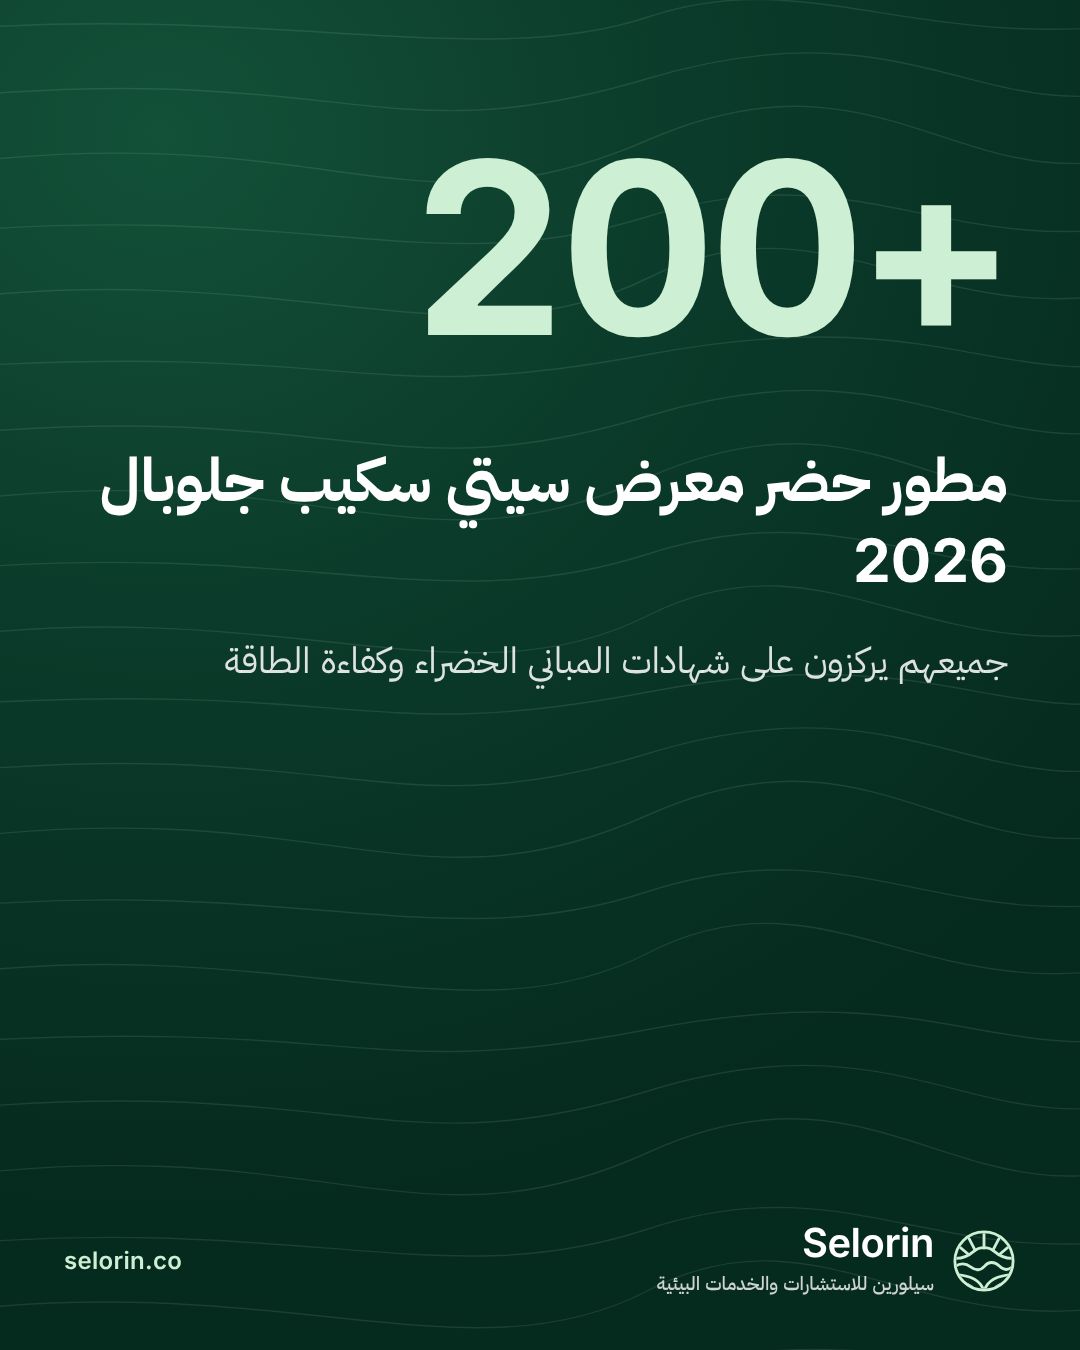 200+
مطور حضر معرض سيتي سكيب جلوبال
2026
جميعهم يركزون على شهادات المباني الخضراء وكفاءة الطاقة
Selorin
سيلورين للاستشارات والخدمات البيئية
selorin.co